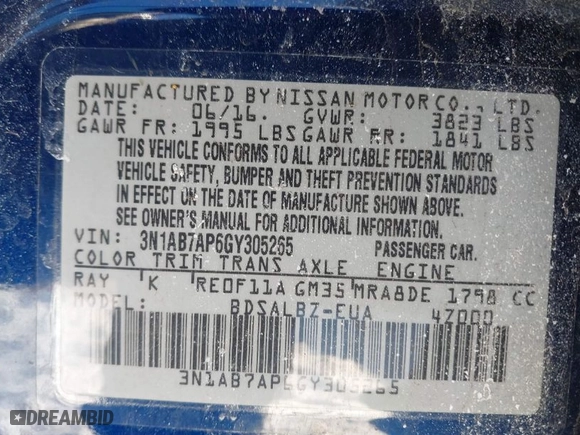 MANUFACTURED BY NISSAN MOTOR CO., LTD.
DATE: 06/16. GVWR: 3823 LBS
GAWR FR: 1995 LBS GAWR RR: 1841 LBS
THIS VEHICLE CONFORMS TO ALL APPLICABLE FEDERAL MOTOR
VEHICLE SAFETY, BUMPER AND THEFT PREVENTION STANDARDS
IN EFFECT ON THE DATE OF MANUFACTURE SHOWN ABOVE.
SEE OWNER'S MANUAL FOR ADDITIONAL INFORMATION.
VIN: 3N1AB7AP6GY305265 PASSENGER CAR.
COLOR TRIM TRANS AXLE ENGINE
RAY K RE0F11A GM35 MRA8DE 1798 CC
MODEL: BDSALBZ-EUA 47000
3N1AB7AP6GY305265
DREAMBID